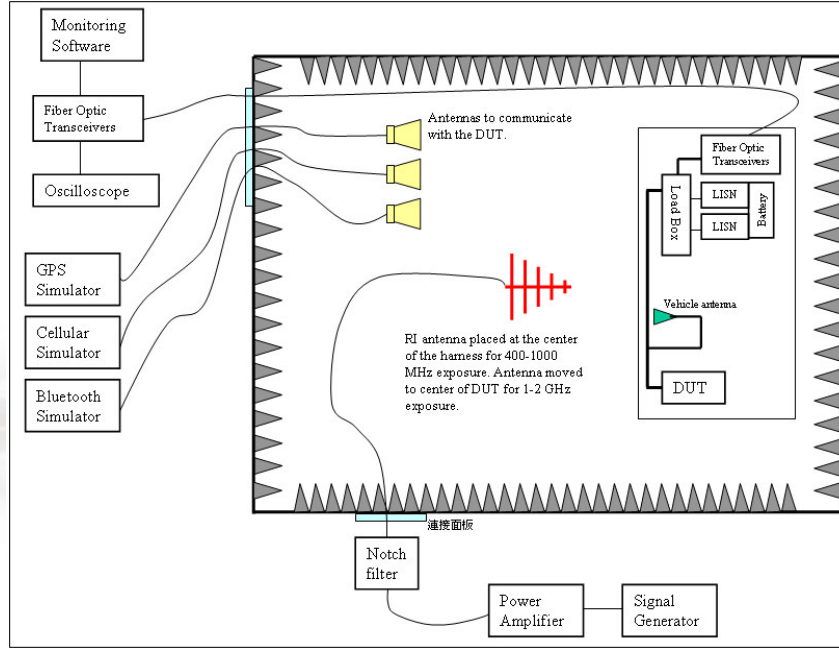 Monitoring
Software
Fiber Optic
Transceivers
Oscilloscope
GPS
Simulator
Cellular
Simulator
Bluetooth
Simulator
Antennas to communicate
with the DUT.
RI antenna placed at the center
of the harness for 400-1000
MHz exposure. Antenna moved
to center of DUT for 1-2 GHz
exposure.
Fiber Optic
Transceivers
Load Box
LISN
LISN
Battery
Vehicle antenna
DUT
連接面板
Notch
filter
Power
Amplifier
Signal
Generator